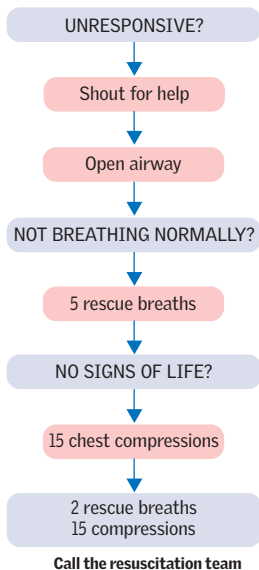 UNRESPONSIVE?
Shout for help
Open airway
NOT BREATHING NORMALLY?
5 rescue breaths
NO SIGNS OF LIFE?
15 chest compressions
2 rescue breaths
15 compressions
Call the resuscitation team